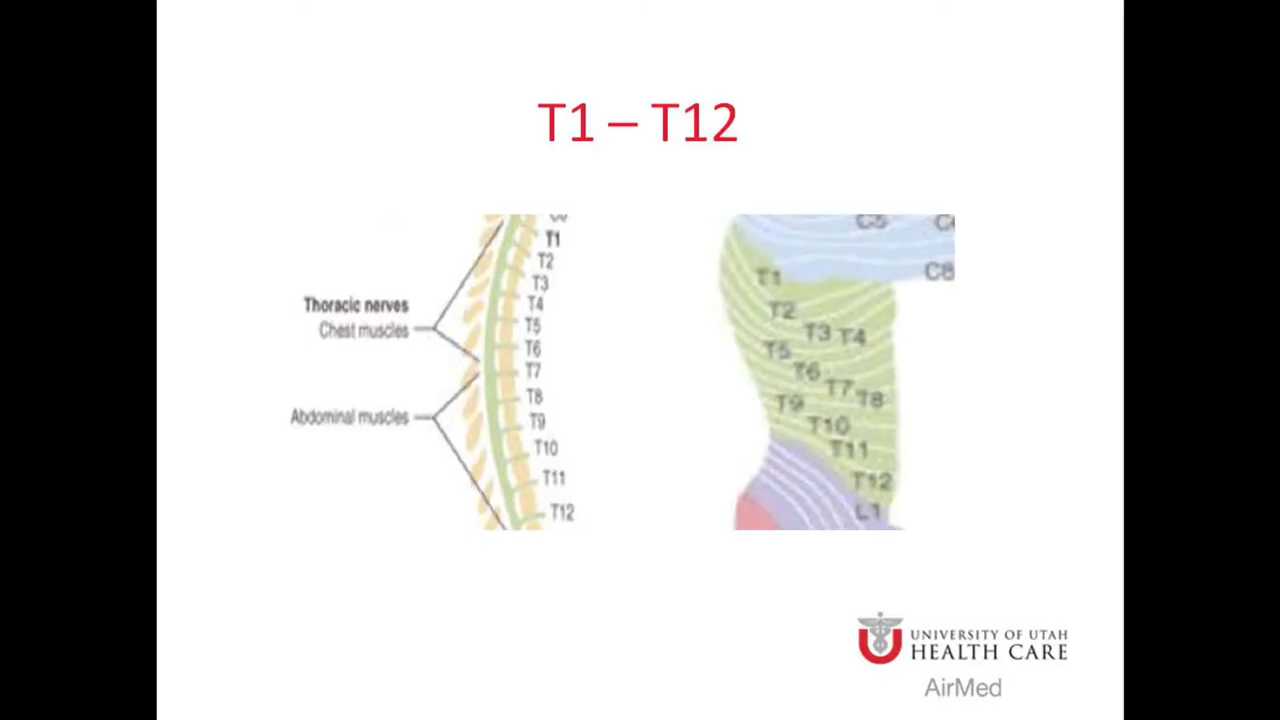 T1 – T12
T1
T2
T3
T4
T5
T6
T7
T8
T9
T10
T11
T12
Thoracic nerves
Chest muscles
Abdominal muscles
C5
C8
T1
T2
T3 T4
T5
T6
T7 T8
T9
T10
T11
T12
L1
UNIVERSITY OF UTAH
HEALTH CARE
AirMed